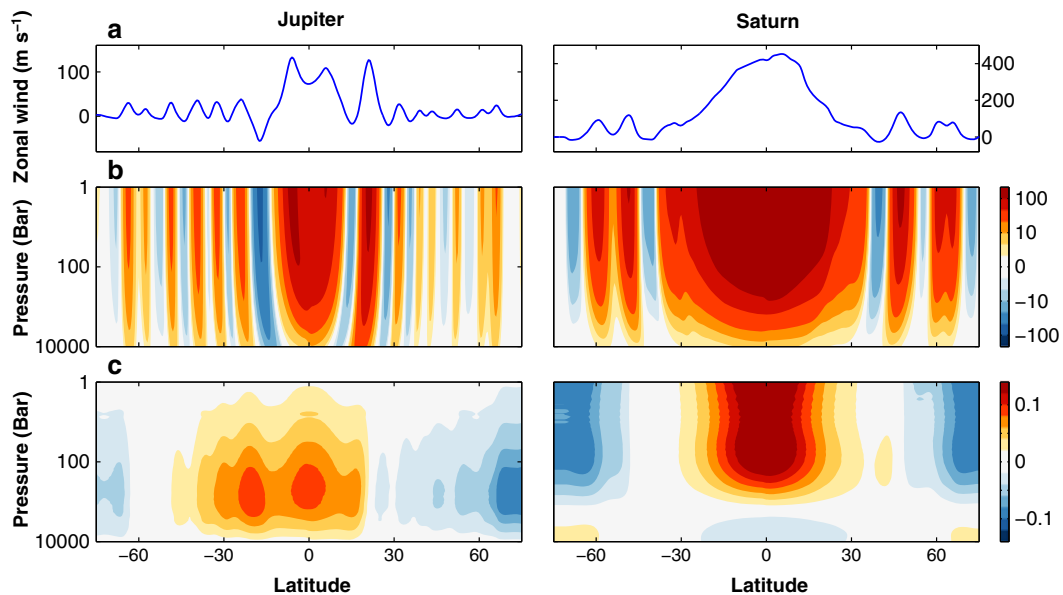 Jupiter
Saturn
a
Zonal wind (m s⁻¹)
100
0
400
200
0
b
Pressure (Bar)
1
100
10000
100
10
0
−10
−100
c
Pressure (Bar)
1
100
10000
0.1
0
−0.1
−60 −30 0 30 60
−60 −30 0 30 60
Latitude
Latitude